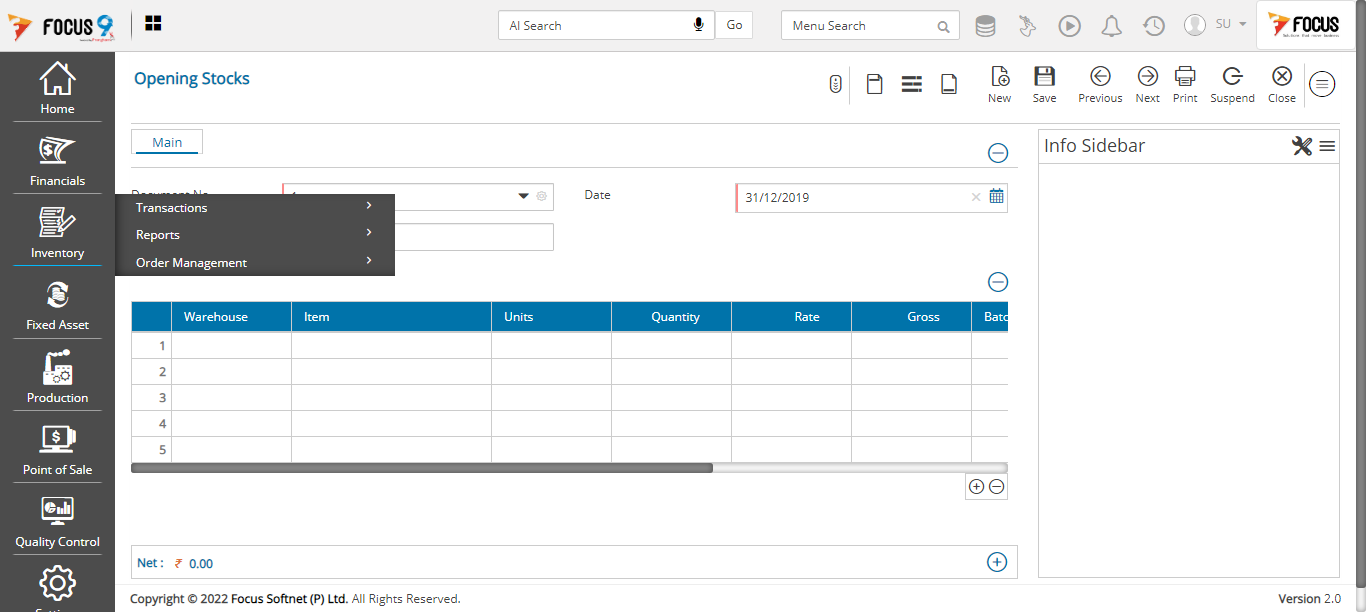 FOCUS 9
AI Search
Go
Menu Search
SU
FOCUS
Home
Financials
Inventory
Fixed Asset
Production
Point of Sale
Quality Control
Opening Stocks
New
Save
Previous
Next
Print
Suspend
Close
Main
Info Sidebar
Date
31/12/2019
Transactions
Reports
Order Management
Warehouse
Item
Units
Quantity
Rate
Gross
Batc
1
2
3
4
5
Net : ₹ 0.00
Copyright © 2022 Focus Softnet (P) Ltd. All Rights Reserved.
Version 2.0